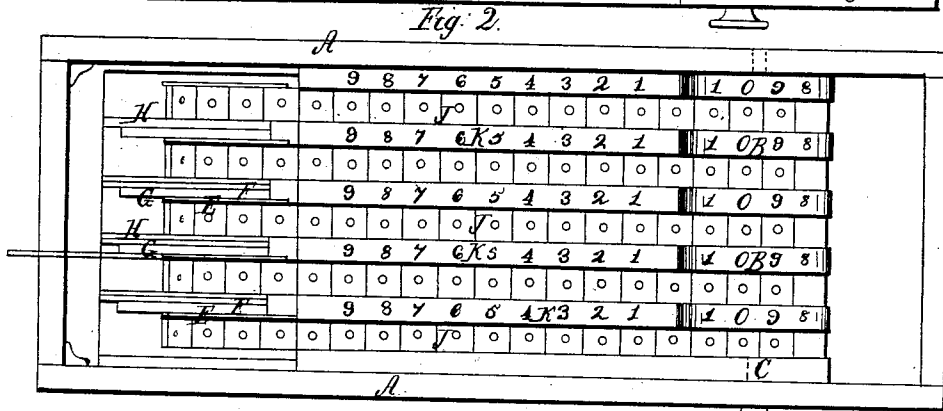 Fig: 2.
A
9 8 7 6 5 4 3 2 1 1 0 9 8
J
H
9 8 7 6 K 5 4 3 2 1 1 0 B 9 8
G E F
9 8 7 6 5 4 3 2 1 1 0 9 8
J
H
G
9 8 7 6 K 5 4 3 2 1 1 0 B 9 8
E F
9 8 7 6 5 4 K 3 2 1 1 0 9 8
J
C
A.